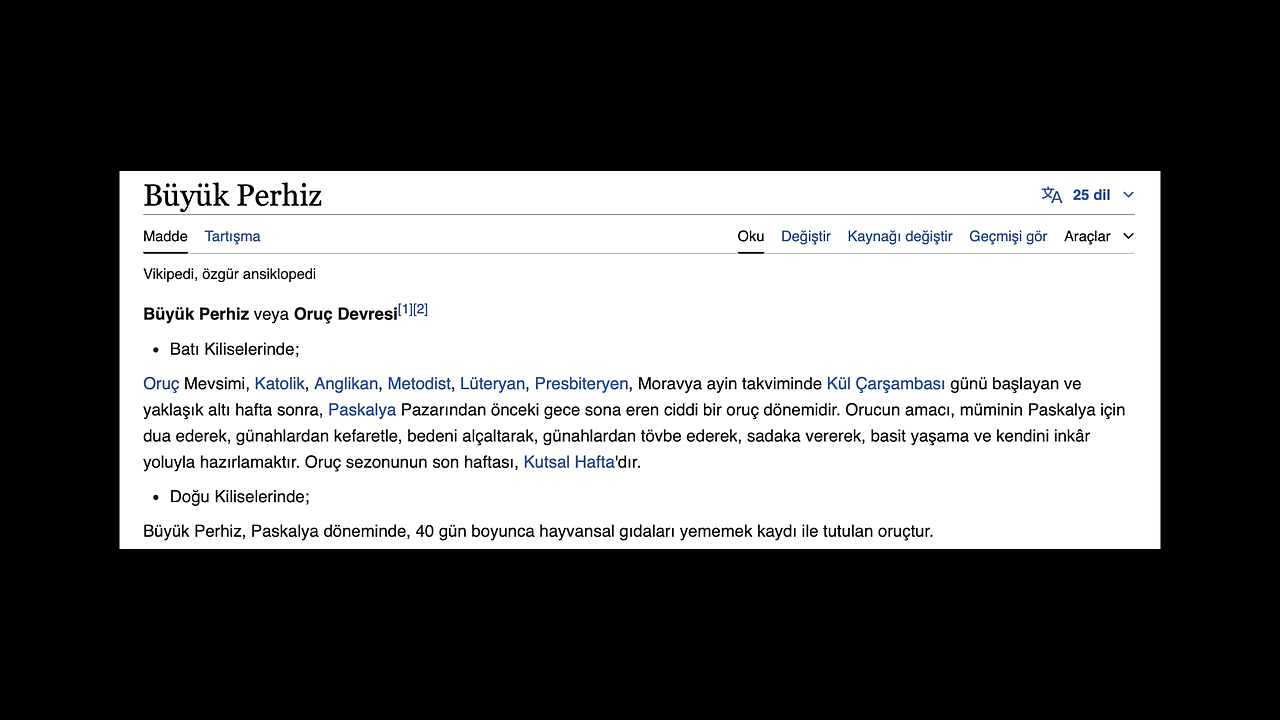 Büyük Perhiz
25 dil
Madde Tartışma Oku Değiştir Kaynağı değiştir Geçmişi gör Araçlar
Vikipedi, özgür ansiklopedi
Büyük Perhiz veya Oruç Devresi[1][2]
• Batı Kiliselerinde;
Oruç Mevsimi, Katolik, Anglikan, Metodist, Lüteryan, Presbiteryen, Moravya ayin takviminde Kül Çarşambası günü başlayan ve
yaklaşık altı hafta sonra, Paskalya Pazarından önceki gece sona eren ciddi bir oruç dönemidir. Orucun amacı, müminin Paskalya için
dua ederek, günahlardan kefaretle, bedeni alçaltarak, günahlardan tövbe ederek, sadaka vererek, basit yaşama ve kendini inkâr
yoluyla hazırlamaktır. Oruç sezonunun son haftası, Kutsal Hafta'dır.
• Doğu Kiliselerinde;
Büyük Perhiz, Paskalya döneminde, 40 gün boyunca hayvansal gıdaları yememek kaydı ile tutulan oruçtur.